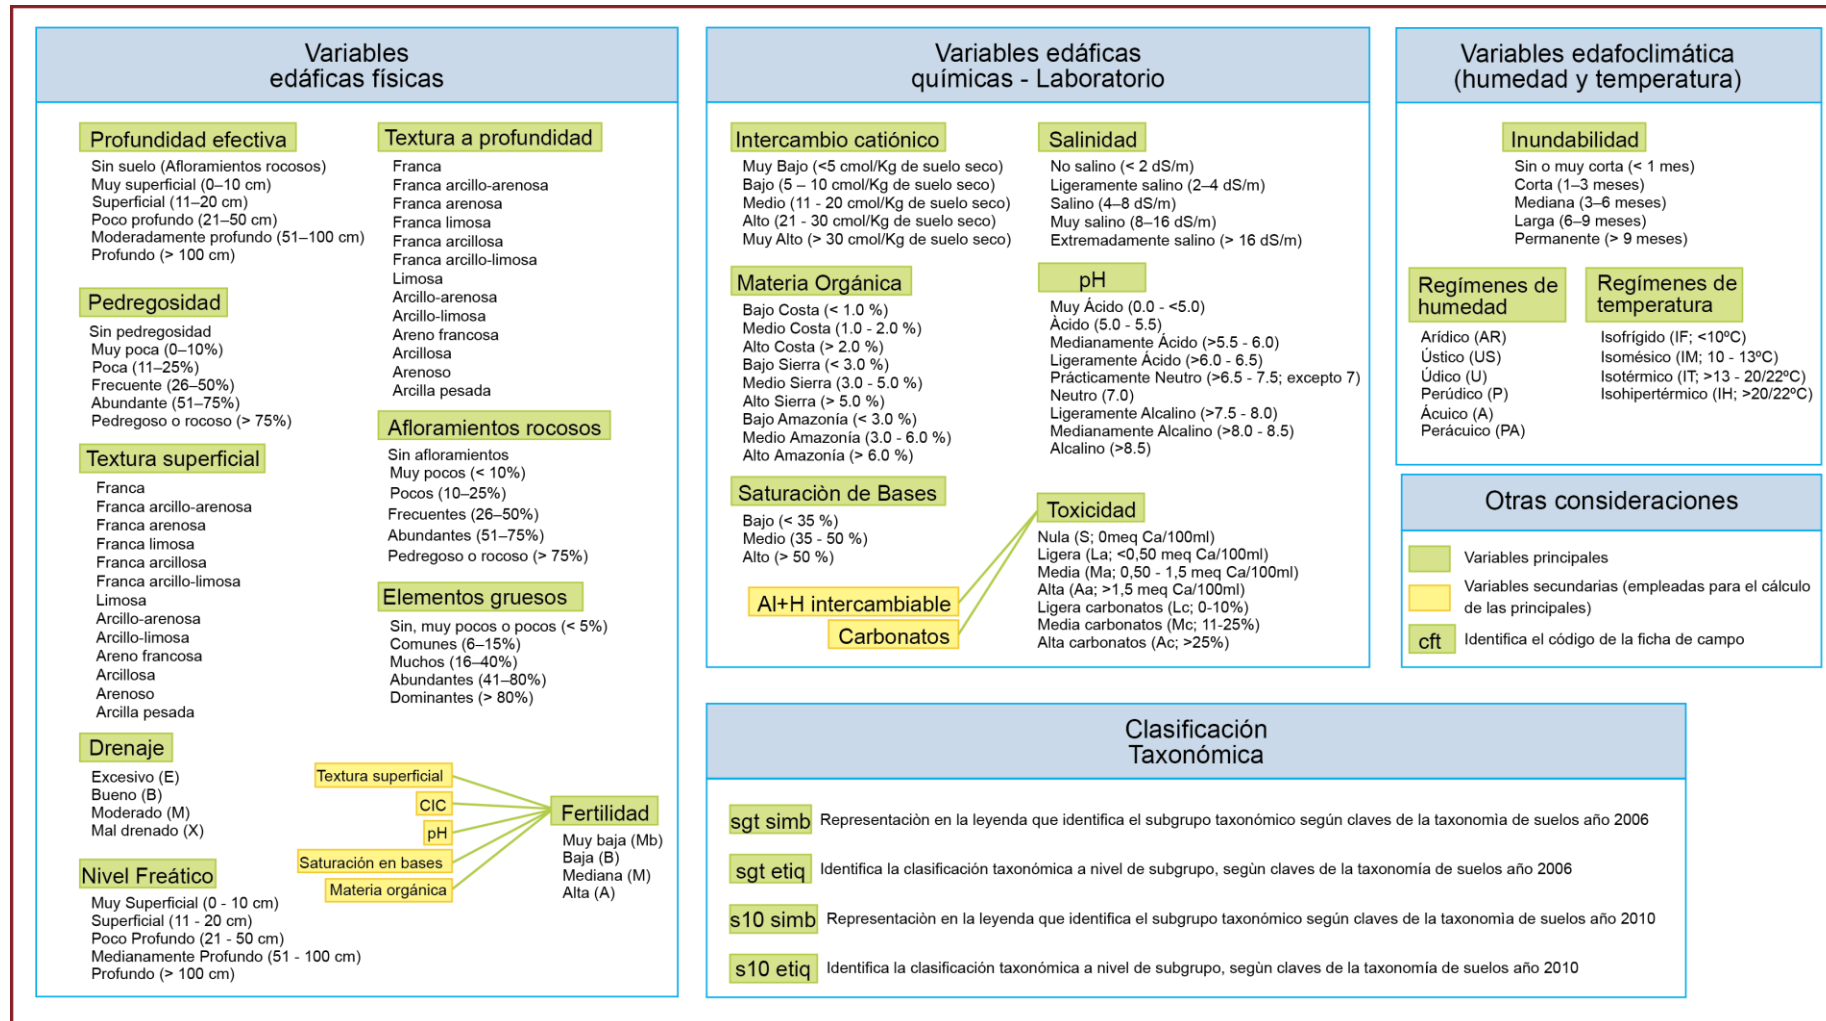 Variables
edáficas físicas
Profundidad efectiva
Sin suelo (Afloramientos rocosos)
Muy superficial (0–10 cm)
Superficial (11–20 cm)
Poco profundo (21–50 cm)
Moderadamente profundo (51–100 cm)
Profundo (> 100 cm)
Pedregosidad
Sin pedregosidad
Muy poca (0–10%)
Poca (11–25%)
Frecuente (26–50%)
Abundante (51–75%)
Pedregoso o rocoso (> 75%)
Textura superficial
Franca
Franca arcillo-arenosa
Franca arenosa
Franca limosa
Franca arcillosa
Franca arcillo-limosa
Limosa
Arcillo-arenosa
Arcillo-limosa
Areno francosa
Arcillosa
Arenoso
Arcilla pesada
Drenaje
Excesivo (E)
Bueno (B)
Moderado (M)
Mal drenado (X)
Nivel Freático
Muy Superficial (0 - 10 cm)
Superficial (11 - 20 cm)
Poco Profundo (21 - 50 cm)
Medianamente Profundo (51 - 100 cm)
Profundo (> 100 cm)
Textura a profundidad
Franca
Franca arcillo-arenosa
Franca arenosa
Franca limosa
Franca arcillosa
Franca arcillo-limosa
Limosa
Arcillo-arenosa
Arcillo-limosa
Areno francosa
Arcillosa
Arenoso
Arcilla pesada
Afloramientos rocosos
Sin afloramientos
Muy pocos (< 10%)
Pocos (10–25%)
Frecuentes (26–50%)
Abundantes (51–75%)
Pedregoso o rocoso (> 75%)
Elementos gruesos
Sin, muy pocos o pocos (< 5%)
Comunes (6–15%)
Muchos (16–40%)
Abundantes (41–80%)
Dominantes (> 80%)
Textura superficial
CIC
pH
Saturación en bases
Materia orgánica
Fertilidad
Muy baja (Mb)
Baja (B)
Mediana (M)
Alta (A)
Variables edáficas
químicas - Laboratorio
Intercambio catiónico
Muy Bajo (<5 cmol/Kg de suelo seco)
Bajo (5 – 10 cmol/Kg de suelo seco)
Medio (11 - 20 cmol/Kg de suelo seco)
Alto (21 - 30 cmol/Kg de suelo seco)
Muy Alto (> 30 cmol/Kg de suelo seco)
Materia Orgánica
Bajo Costa (< 1.0 %)
Medio Costa (1.0 - 2.0 %)
Alto Costa (> 2.0 %)
Bajo Sierra (< 3.0 %)
Medio Sierra (3.0 - 5.0 %)
Alto Sierra (> 5.0 %)
Bajo Amazonía (< 3.0 %)
Medio Amazonía (3.0 - 6.0 %)
Alto Amazonía (> 6.0 %)
Saturaciòn de Bases
Bajo (< 35 %)
Medio (35 - 50 %)
Alto (> 50 %)
Al+H intercambiable
Carbonatos
Salinidad
No salino (< 2 dS/m)
Ligeramente salino (2–4 dS/m)
Salino (4–8 dS/m)
Muy salino (8–16 dS/m)
Extremadamente salino (> 16 dS/m)
pH
Muy Ácido (0.0 - <5.0)
Àcido (5.0 - 5.5)
Medianamente Ácido (>5.5 - 6.0)
Ligeramente Ácido (>6.0 - 6.5)
Prácticamente Neutro (>6.5 - 7.5; excepto 7)
Neutro (7.0)
Ligeramente Alcalino (>7.5 - 8.0)
Medianamente Alcalino (>8.0 - 8.5)
Alcalino (>8.5)
Toxicidad
Nula (S; 0meq Ca/100ml)
Ligera (La; <0,50 meq Ca/100ml)
Media (Ma; 0,50 - 1,5 meq Ca/100ml)
Alta (Aa; >1,5 meq Ca/100ml)
Ligera carbonatos (Lc; 0-10%)
Media carbonatos (Mc; 11-25%)
Alta carbonatos (Ac; >25%)
Variables edafoclimática
(humedad y temperatura)
Inundabilidad
Sin o muy corta (< 1 mes)
Corta (1–3 meses)
Mediana (3–6 meses)
Larga (6–9 meses)
Permanente (> 9 meses)
Regímenes de
humedad
Arídico (AR)
Ústico (US)
Údico (U)
Perúdico (P)
Ácuico (A)
Perácuico (PA)
Regímenes de
temperatura
Isofrígido (IF; <10ºC)
Isomésico (IM; 10 - 13ºC)
Isotérmico (IT; >13 - 20/22ºC)
Isohipertérmico (IH; >20/22ºC)
Otras consideraciones
Variables principales
Variables secundarias (empleadas para el cálculo
de las principales)
cft Identifica el código de la ficha de campo
Clasificación
Taxonómica
sgt simb Representaciòn en la leyenda que identifica el subgrupo taxonómico según claves de la taxonomìa de suelos año 2006
sgt etiq Identifica la clasificación taxonómica a nivel de subgrupo, segùn claves de la taxonomía de suelos año 2006
s10 simb Representaciòn en la leyenda que identifica el subgrupo taxonómico según claves de la taxonomìa de suelos año 2010
s10 etiq Identifica la clasificación taxonómica a nivel de subgrupo, segùn claves de la taxonomía de suelos año 2010